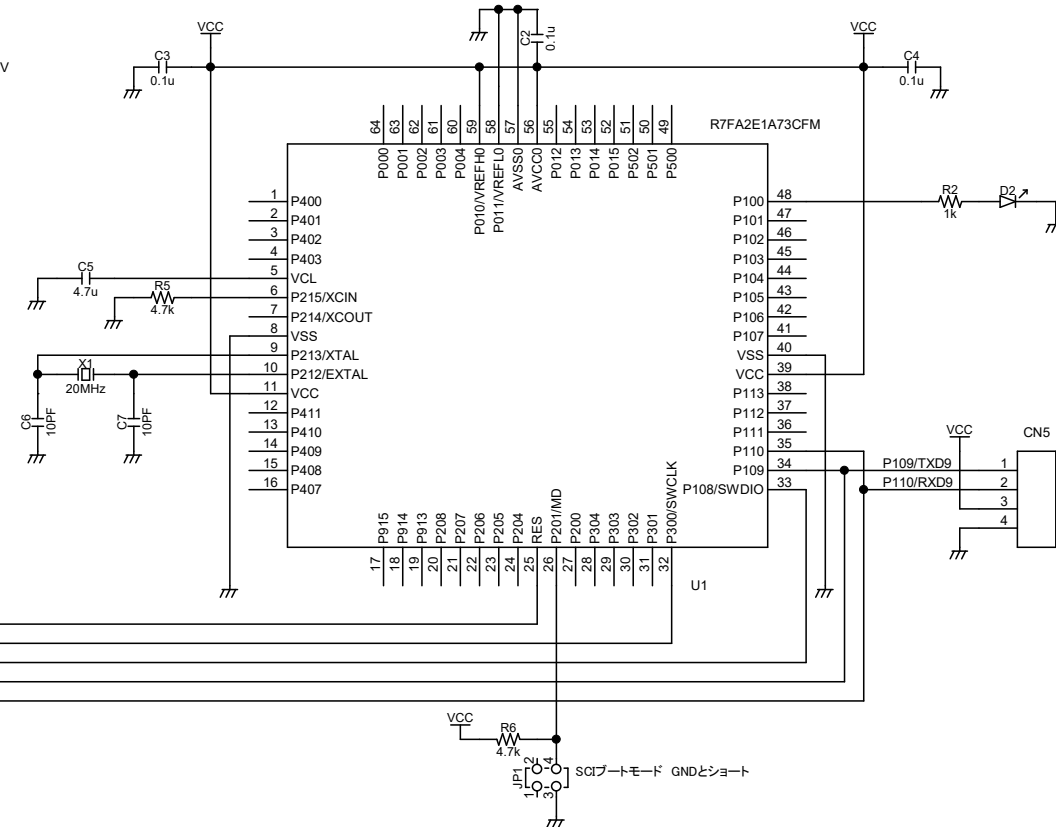 VCC
C2
0.1u
VCC
V
C3
0.1u
C4
0.1u
R7FA2E1A73CFM
64
63
62
61
60
59
58
57
56
55
54
53
52
51
50
49
P000
P001
P002
P003
P004
P010/VREFH0
P011/VREFL0
AVSS0
AVCC0
P012
P013
P014
P015
P502
P501
P500
1 P400
2 P401
3 P402
4 P403
5 VCL
6 P215/XCIN
7 P214/XCOUT
8 VSS
9 P213/XTAL
10 P212/EXTAL
11 VCC
12 P411
13 P410
14 P409
15 P408
16 P407
P100 48
P101 47
P102 46
P103 45
P104 44
P105 43
P106 42
P107 41
VSS 40
VCC 39
P113 38
P112 37
P111 36
P110 35
P109 34
P108/SWDIO 33
R2
1k
D2
C5
4.7u
R5
4.7k
X1
20MHz
C6
10PF
C7
10PF
VCC
CN5
P109/TXD9 1
P110/RXD9 2
3
4
P915
P914
P913
P208
P207
P206
P205
P204
RES
P201/MD
P200
P304
P303
P302
P301
P300/SWCLK
17
18
19
20
21
22
23
24
25
26
27
28
29
30
31
32
U1
VCC
R6
4.7k
JP1
2
4
1
3
SCIブートモード GNDとショート